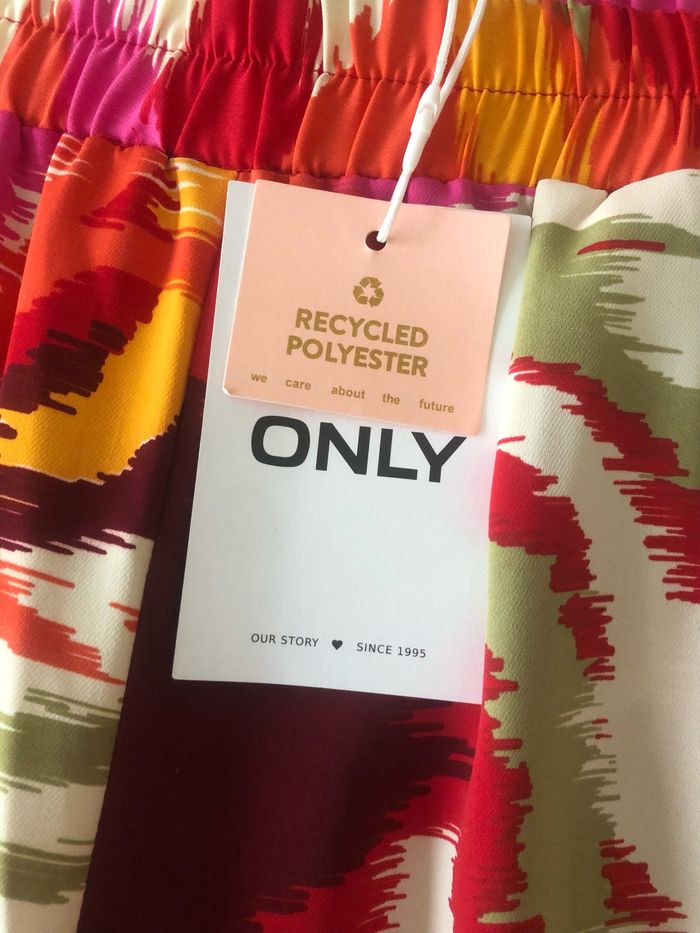 RECYCLED
POLYESTER
we care about the future
ONLY
OUR STORY ♥ SINCE 1995